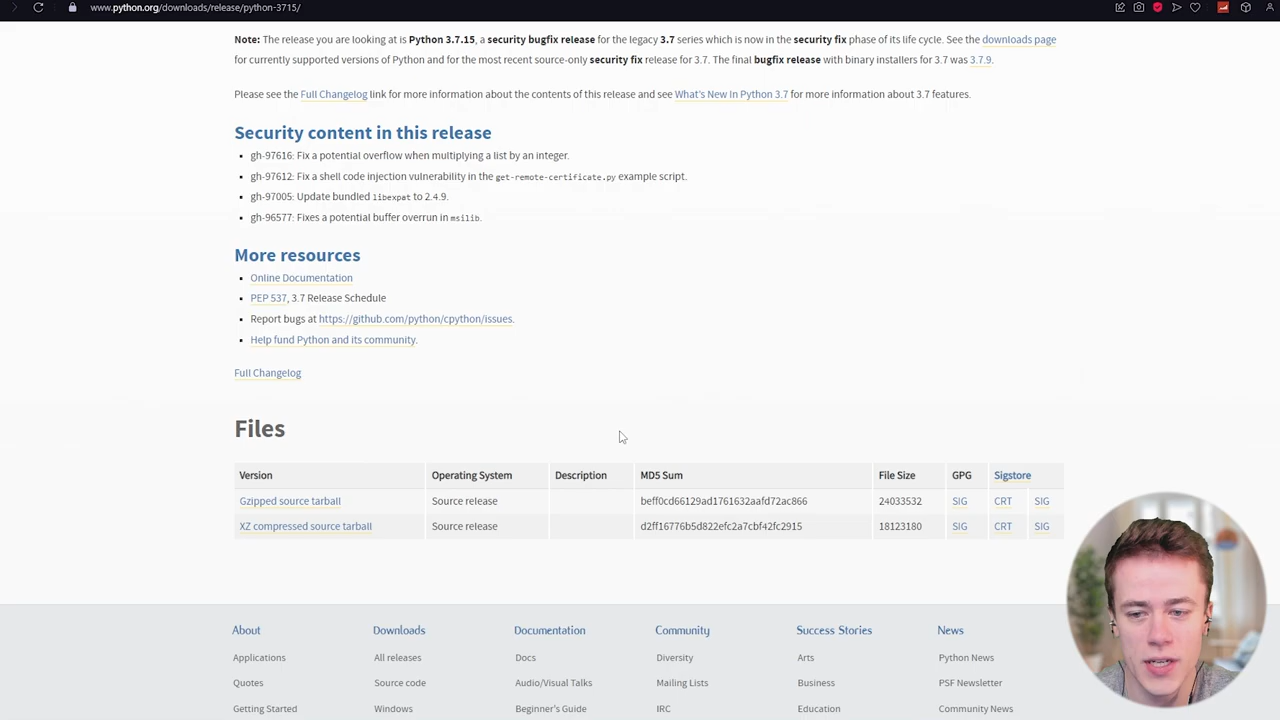 www.python.org/downloads/release/python-3715/
Note: The release you are looking at is Python 3.7.15, a security bugfix release for the legacy 3.7 series which is now in the security fix phase of its life cycle. See the downloads page
for currently supported versions of Python and for the most recent source-only security fix release for 3.7. The final bugfix release with binary installers for 3.7 was 3.7.9.
Please see the Full Changelog link for more information about the contents of this release and see What's New In Python 3.7 for more information about 3.7 features.
Security content in this release
gh-97616: Fix a potential overflow when multiplying a list by an integer.
gh-97612: Fix a shell code injection vulnerability in the get-remote-certificate.py example script.
gh-97005: Update bundled libexpat to 2.4.9.
gh-96577: Fixes a potential buffer overrun in msilib.
More resources
Online Documentation
PEP 537, 3.7 Release Schedule
Report bugs at https://github.com/python/cpython/issues.
Help fund Python and its community.
Full Changelog
Files
Version Operating System Description MD5 Sum File Size GPG Sigstore
Gzipped source tarball Source release beff0cd66129ad1761632aafd72ac866 24033532 SIG CRT SIG
XZ compressed source tarball Source release d2ff16776b5d822efc2a7cbf42fc2915 18123180 SIG CRT SIG
About Downloads Documentation Community Success Stories News
Applications All releases Docs Diversity Arts Python News
Quotes Source code Audio/Visual Talks Mailing Lists Business PSF Newsletter
Getting Started Windows Beginner's Guide IRC Education Community News